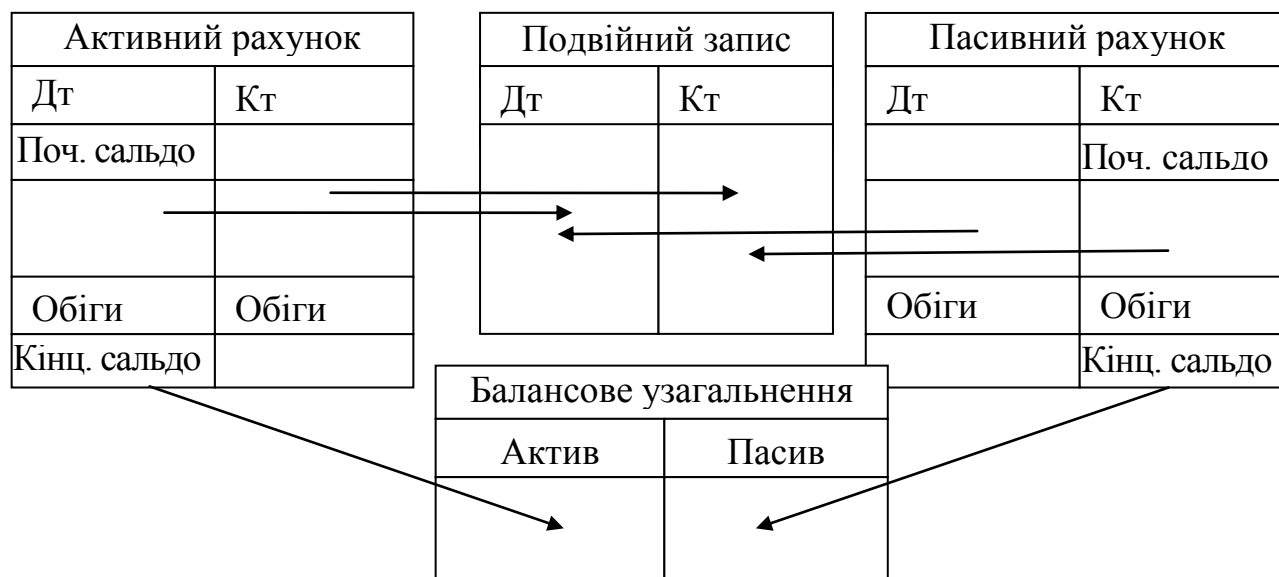 Активний рахунок
Дт Кт
Поч. сальдо
Обіги Обіги
Кінц. сальдо
Подвійний запис
Дт Кт
Пасивний рахунок
Дт Кт
Поч. сальдо
Обіги Обіги
Кінц. сальдо
Балансове узагальнення
Актив Пасив